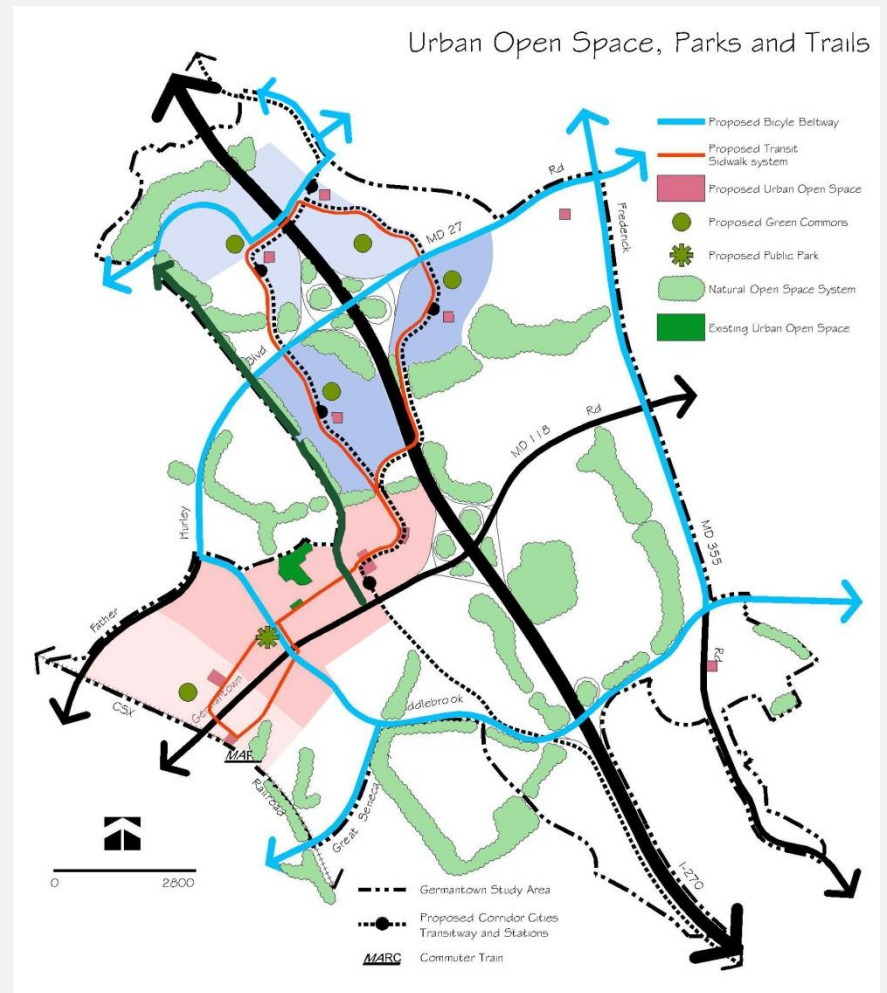 Urban Open Space, Parks and Trails
Proposed Bicyle Beltway
Proposed Transit
Sidwalk system
Proposed Urban Open Space
Proposed Green Commons
Proposed Public Park
Natural Open Space System
Existing Urban Open Space
Rd
MD 27
Frederick
Blvd
Rd
MD 118
Hurley
MD 355
Father
Rd
Germantown
CSX
ddlebrook
MARC
Railroad
Great Seneca
I-270
0 2800
Germantown Study Area
Proposed Corridor Cities
Transitway and Stations
MARC Commuter Train